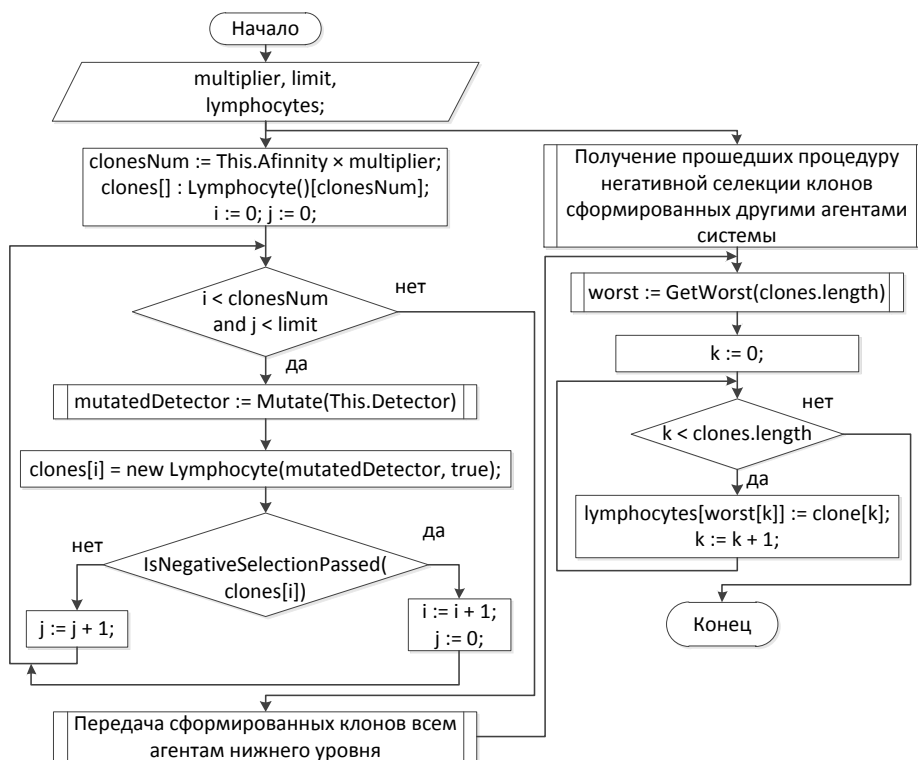 Начало
multiplier, limit,
lymphocytes;
clonesNum := This.Afinnity × multiplier;
clones[] : Lymphocyte()[clonesNum];
i := 0; j := 0;
i < clonesNum
and j < limit
нет
да
mutatedDetector := Mutate(This.Detector)
clones[i] = new Lymphocyte(mutatedDetector, true);
IsNegativeSelectionPassed(
clones[i])
нет
да
j := j + 1;
i := i + 1;
j := 0;
Передача сформированных клонов всем
агентам нижнего уровня
Получение прошедших процедуру
негативной селекции клонов
сформированных другими агентами
системы
worst := GetWorst(clones.length)
k := 0;
k < clones.length
нет
да
lymphocytes[worst[k]] := clone[k];
k := k + 1;
Конец